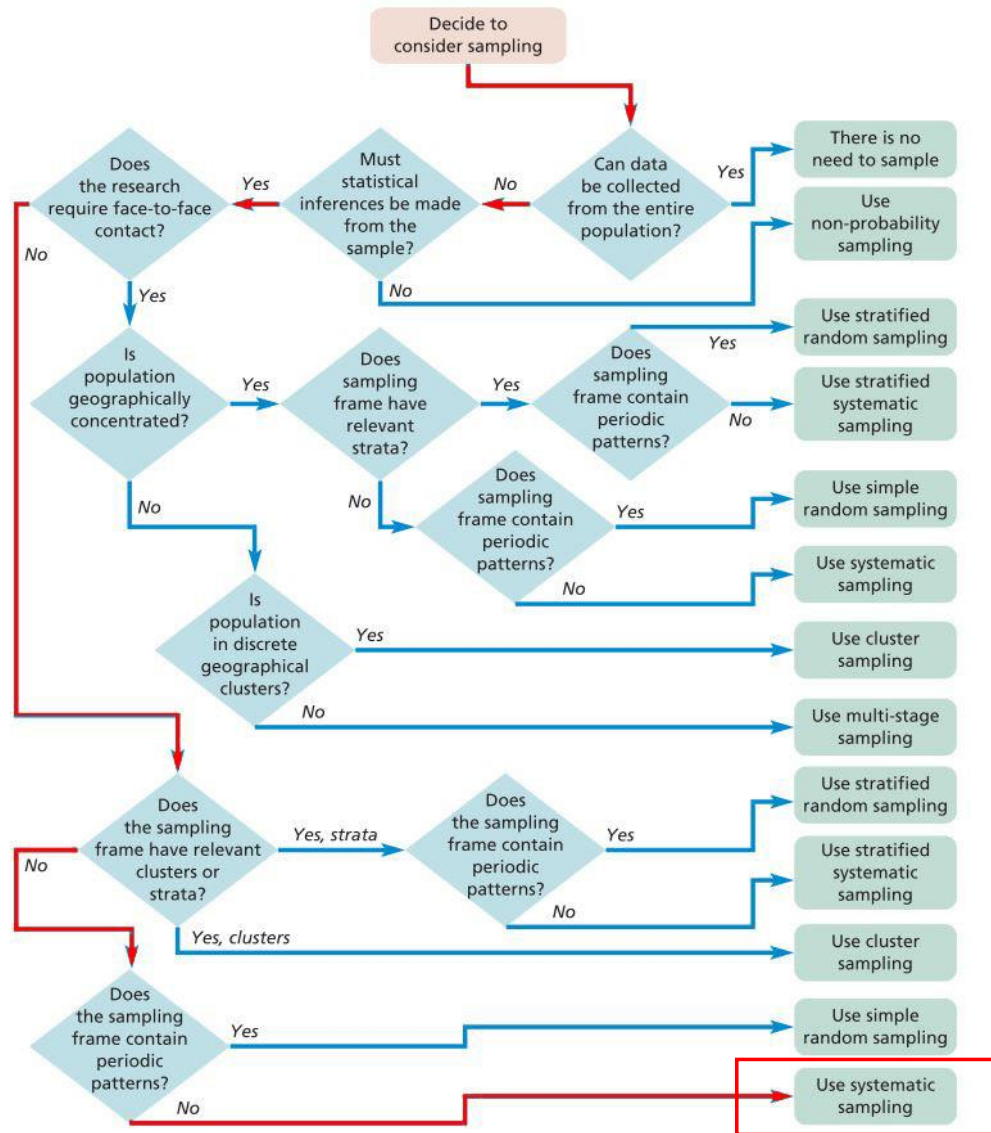 Decide to
consider sampling
Does
the research
require face-to-face
contact?
Yes
Must
statistical
inferences be made
from the
sample?
No
Can data
be collected
from the entire
population?
Yes
There is no
need to sample
Use
non-probability
sampling
No
No
Yes
Is
population
geographically
concentrated?
Yes
Does
sampling
frame have
relevant
strata?
Yes
Does
sampling
frame contain
periodic
patterns?
Yes
Use stratified
random sampling
No
Use stratified
systematic
sampling
No
No
Does
sampling
frame contain
periodic
patterns?
Yes
Use simple
random sampling
No
Use systematic
sampling
Is
population
in discrete
geographical
clusters?
Yes
Use cluster
sampling
No
Use multi-stage
sampling
Does
the sampling
frame have relevant
clusters or
strata?
Yes, strata
Does
the sampling
frame contain
periodic
patterns?
Yes
Use stratified
random sampling
No
Use stratified
systematic
sampling
No
Yes, clusters
Use cluster
sampling
Does
the sampling
frame contain
periodic
patterns?
Yes
Use simple
random sampling
No
Use systematic
sampling